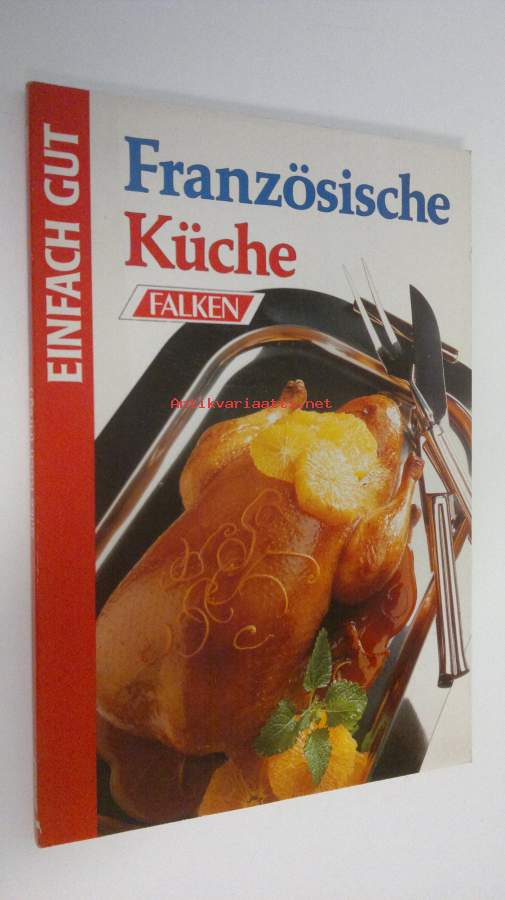 EINFACH GUT
Französische
Küche
FALKEN
Antikvariaatti.net